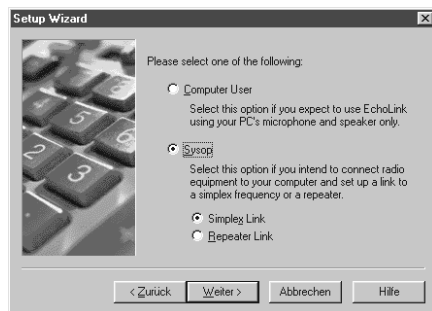 Setup Wizard
Please select one of the following:
Computer User
Select this option if you expect to use EchoLink
using your PC's microphone and speaker only.
Sysop
Select this option if you intend to connect radio
equipment to your computer and set up a link to
a simplex frequency or a repeater.
Simplex Link
Repeater Link
< Zurück
Weiter >
Abbrechen
Hilfe
5
2
3